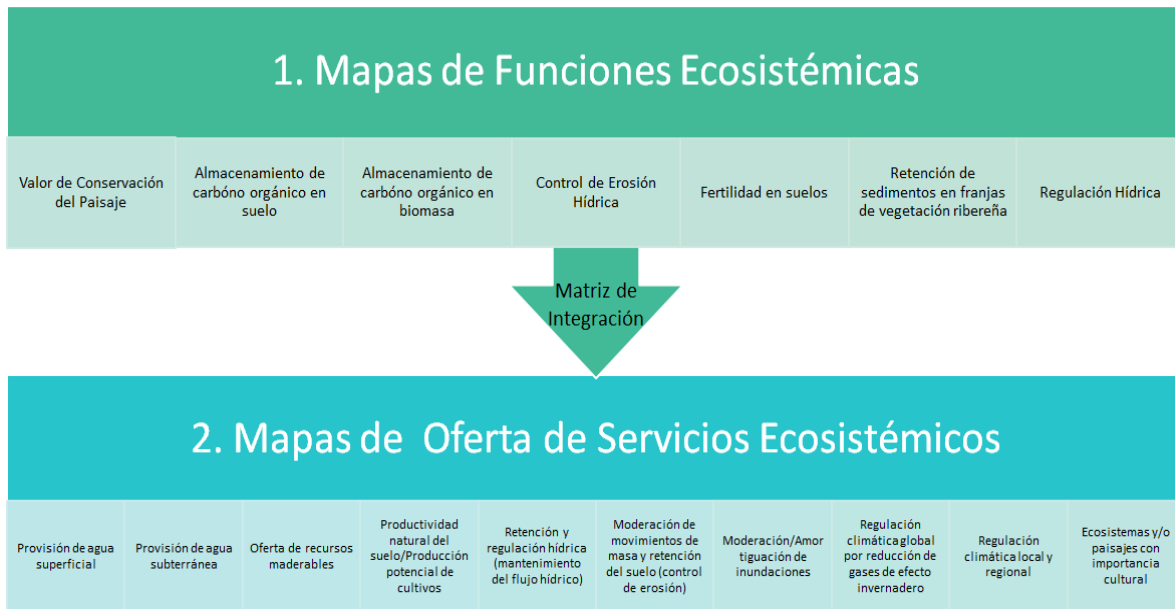 1. Mapas de Funciones Ecosistémicas
Valor de Conservación
del Paisaje
Almacenamiento de
carbóno orgánico en
suelo
Almacenamiento de
carbóno orgánico en
biomasa
Control de Erosión
Hídrica
Fertilidad en suelos
Retención de
sedimentos en franjas
de vegetación ribereña
Regulación Hídrica
Matriz de
Integración
2. Mapas de Oferta de Servicios Ecosistémicos
Provisión de agua
superficial
Provisión de agua
subterránea
Oferta de recursos
maderables
Productividad
natural del
suelo/Producción
potencial de
cultivos
Retención y
regulación hídrica
(mantenimiento
del flujo hídrico)
Moderación de
movimientos de
masa y retención
del suelo (control
de erosión)
Moderación/Amor
tiguación de
inundaciones
Regulación
climática global
por reducción de
gases de efecto
invernadero
Regulación
climática local y
regional
Ecosistemas y/o
paisajes con
importancia
cultural